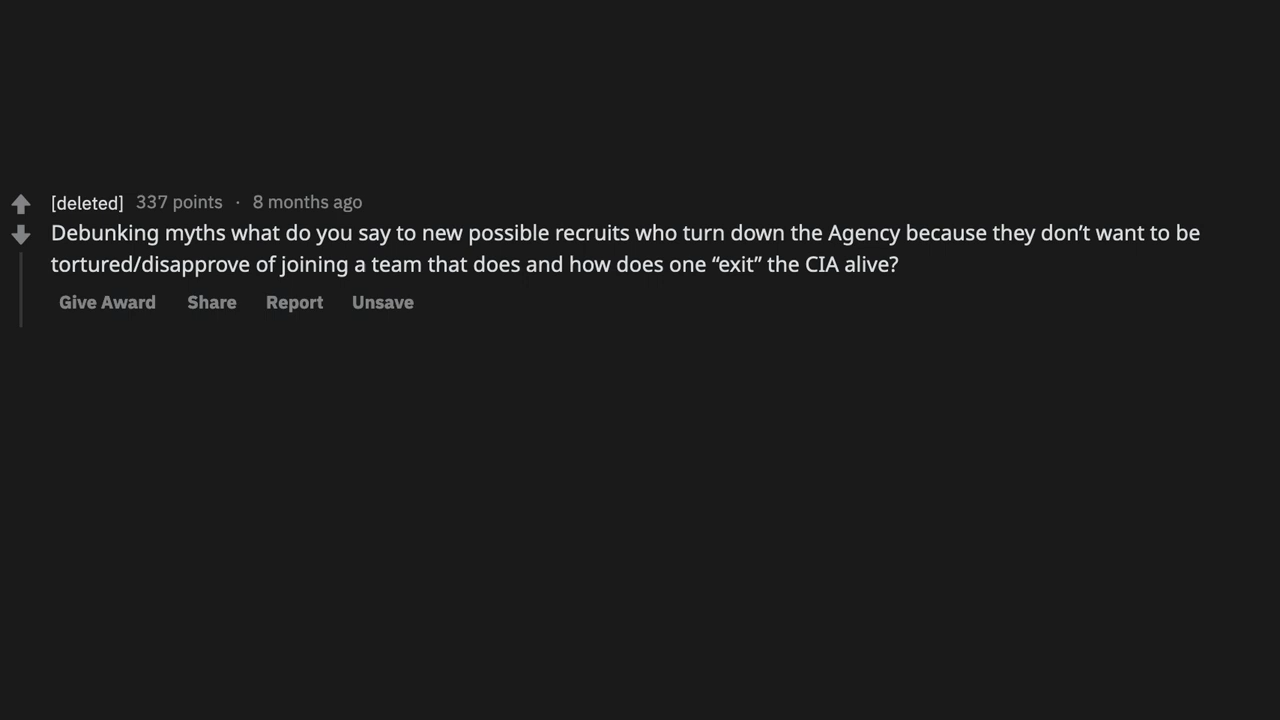 [deleted] 337 points · 8 months ago
Debunking myths what do you say to new possible recruits who turn down the Agency because they don’t want to be
tortured/disapprove of joining a team that does and how does one “exit” the CIA alive?
Give Award Share Report Unsave